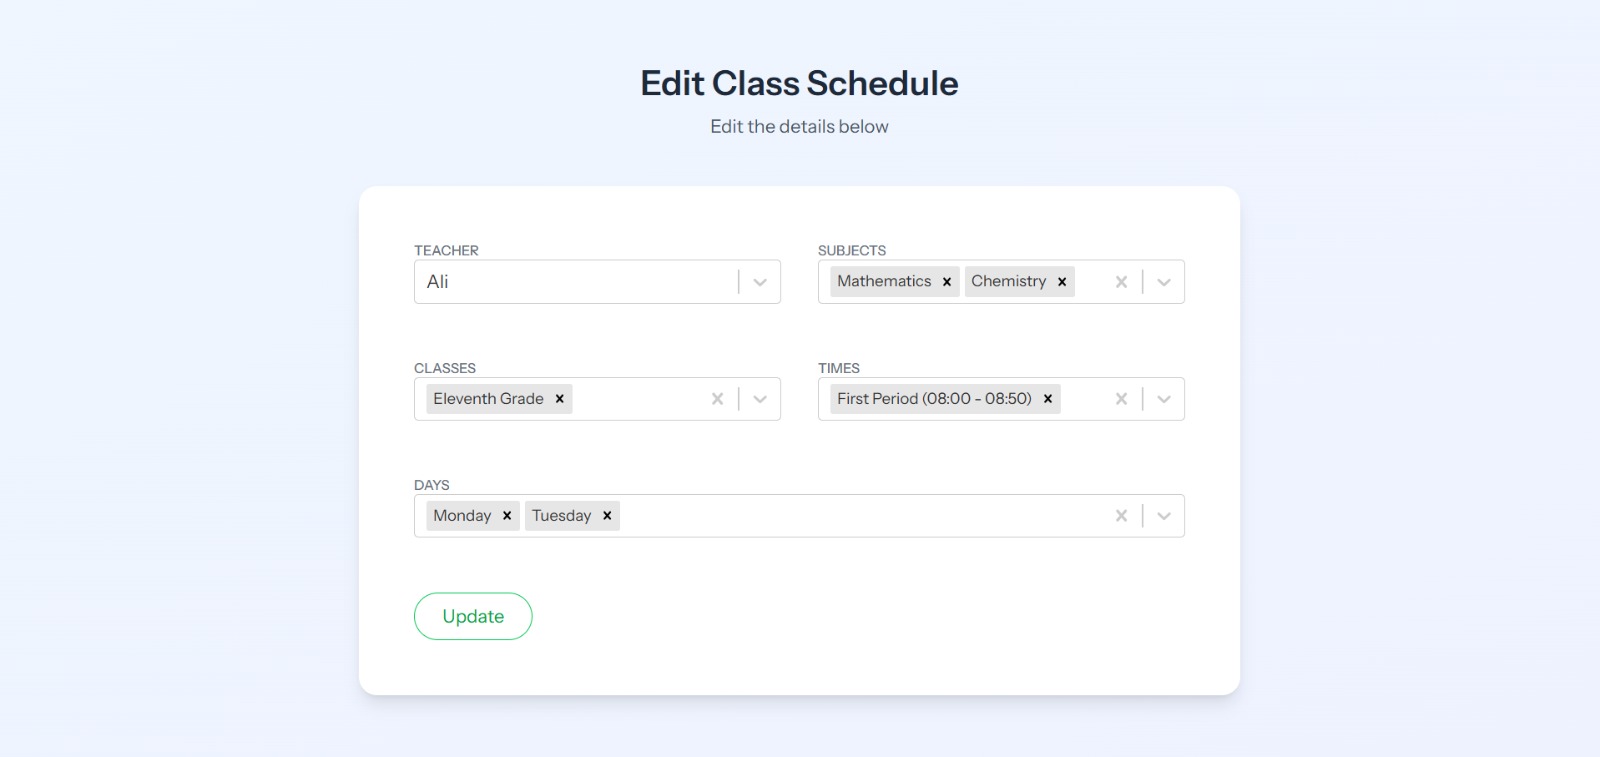 Edit Class Schedule
Edit the details below
TEACHER
Ali
SUBJECTS
Mathematics Chemistry
CLASSES
Eleventh Grade
TIMES
First Period (08:00 - 08:50)
DAYS
Monday Tuesday
Update